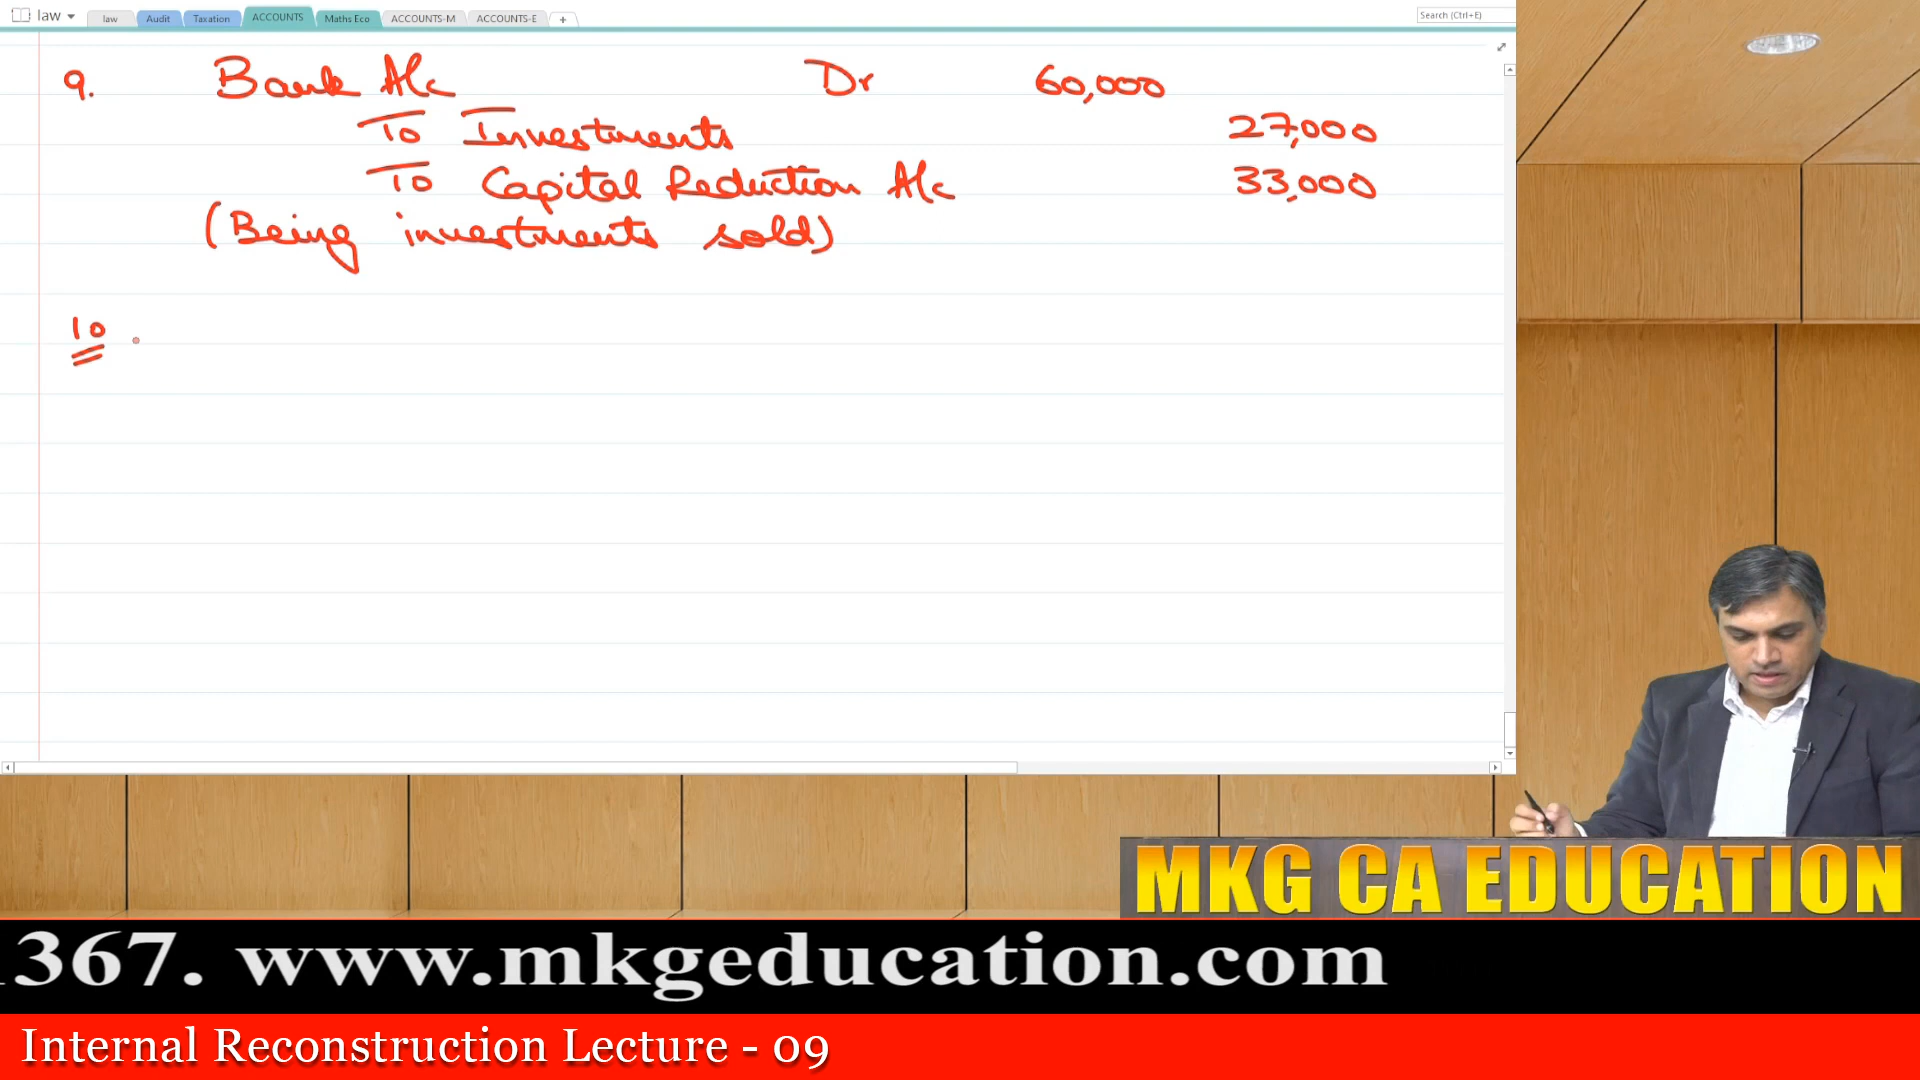 law
law Audit Taxation ACCOUNTS Maths Eco ACCOUNTS-M ACCOUNTS-E +
Search (Ctrl+E)
9. Bank A/c Dr 60,000
To Investments 27,000
To Capital Reduction A/c 33,000
(Being investments sold)
10
MKG CA EDUCATION
367. www.mkgeducation.com
Internal Reconstruction Lecture - 09